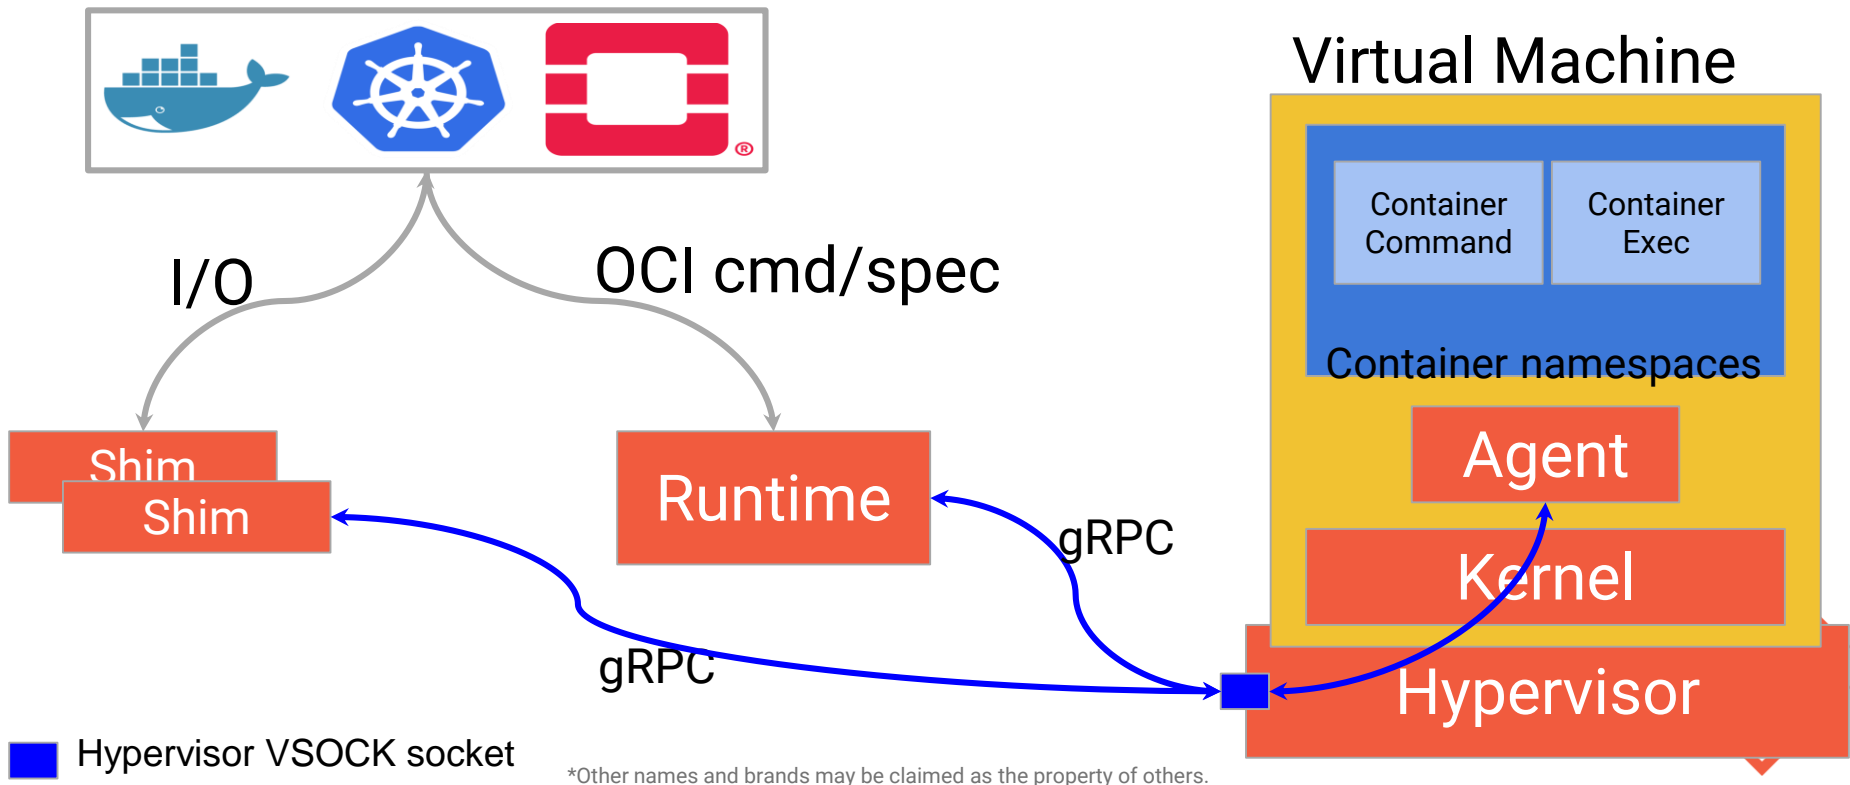 ®
Virtual Machine
Container
Command
Container
Exec
I/O
OCI cmd/spec
Container namespaces
Shim
Shim
Runtime
Agent
gRPC
Kernel
gRPC
Hypervisor
Hypervisor VSOCK socket
*Other names and brands may be claimed as the property of others.